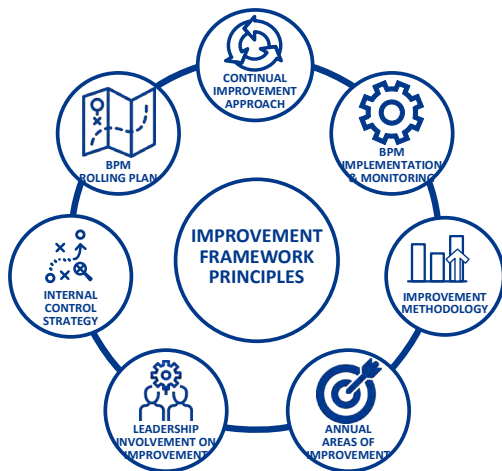 CONTINUAL
IMPROVEMENT
APPROACH
BPM
IMPLEMENTATION
& MONITORING
IMPROVEMENT
METHODOLOGY
ANNUAL
AREAS OF
IMPROVEMENT
LEADERSHIP
INVOLVEMENT ON
IMPROVEMENT
INTERNAL
CONTROL
STRATEGY
BPM
ROLLING PLAN
IMPROVEMENT
FRAMEWORK
PRINCIPLES